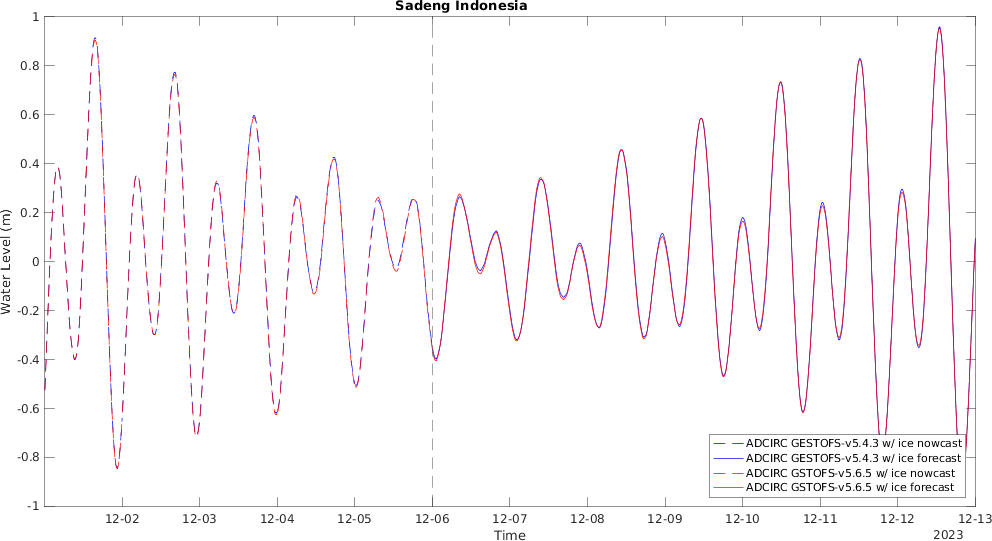 Sadeng Indonesia
1
0.8
0.6
0.4
0.2
0
-0.2
-0.4
-0.6
-0.8
-1
Water Level (m)
ADCIRC GESTOFS-v5.4.3 w/ ice nowcast
ADCIRC GESTOFS-v5.4.3 w/ ice forecast
ADCIRC GSTOFS-v5.6.5 w/ ice nowcast
ADCIRC GSTOFS-v5.6.5 w/ ice forecast
12-02 12-03 12-04 12-05 12-06 12-07 12-08 12-09 12-10 12-11 12-12 12-13
Time
2023